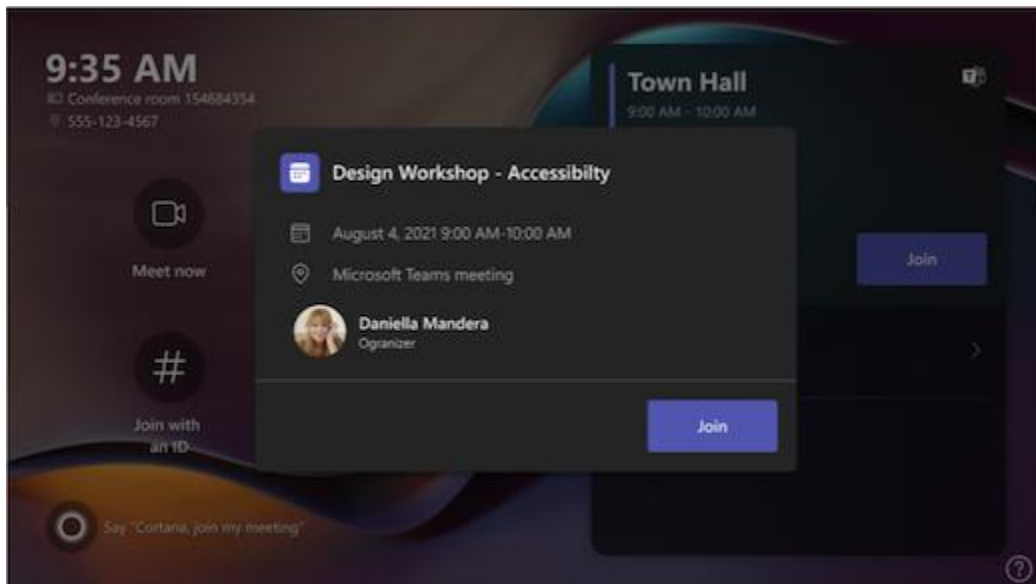 9:35 AM
Conference room 154684354
555-123-4567
Meet now
#
Join with
an ID
Say "Cortana, join my meeting"
Town Hall
9:00 AM - 10:00 AM
Join
Design Workshop - Accessibilty
August 4, 2021 9:00 AM-10:00 AM
Microsoft Teams meeting
Daniella Mandera
Ogranizer
Join
?